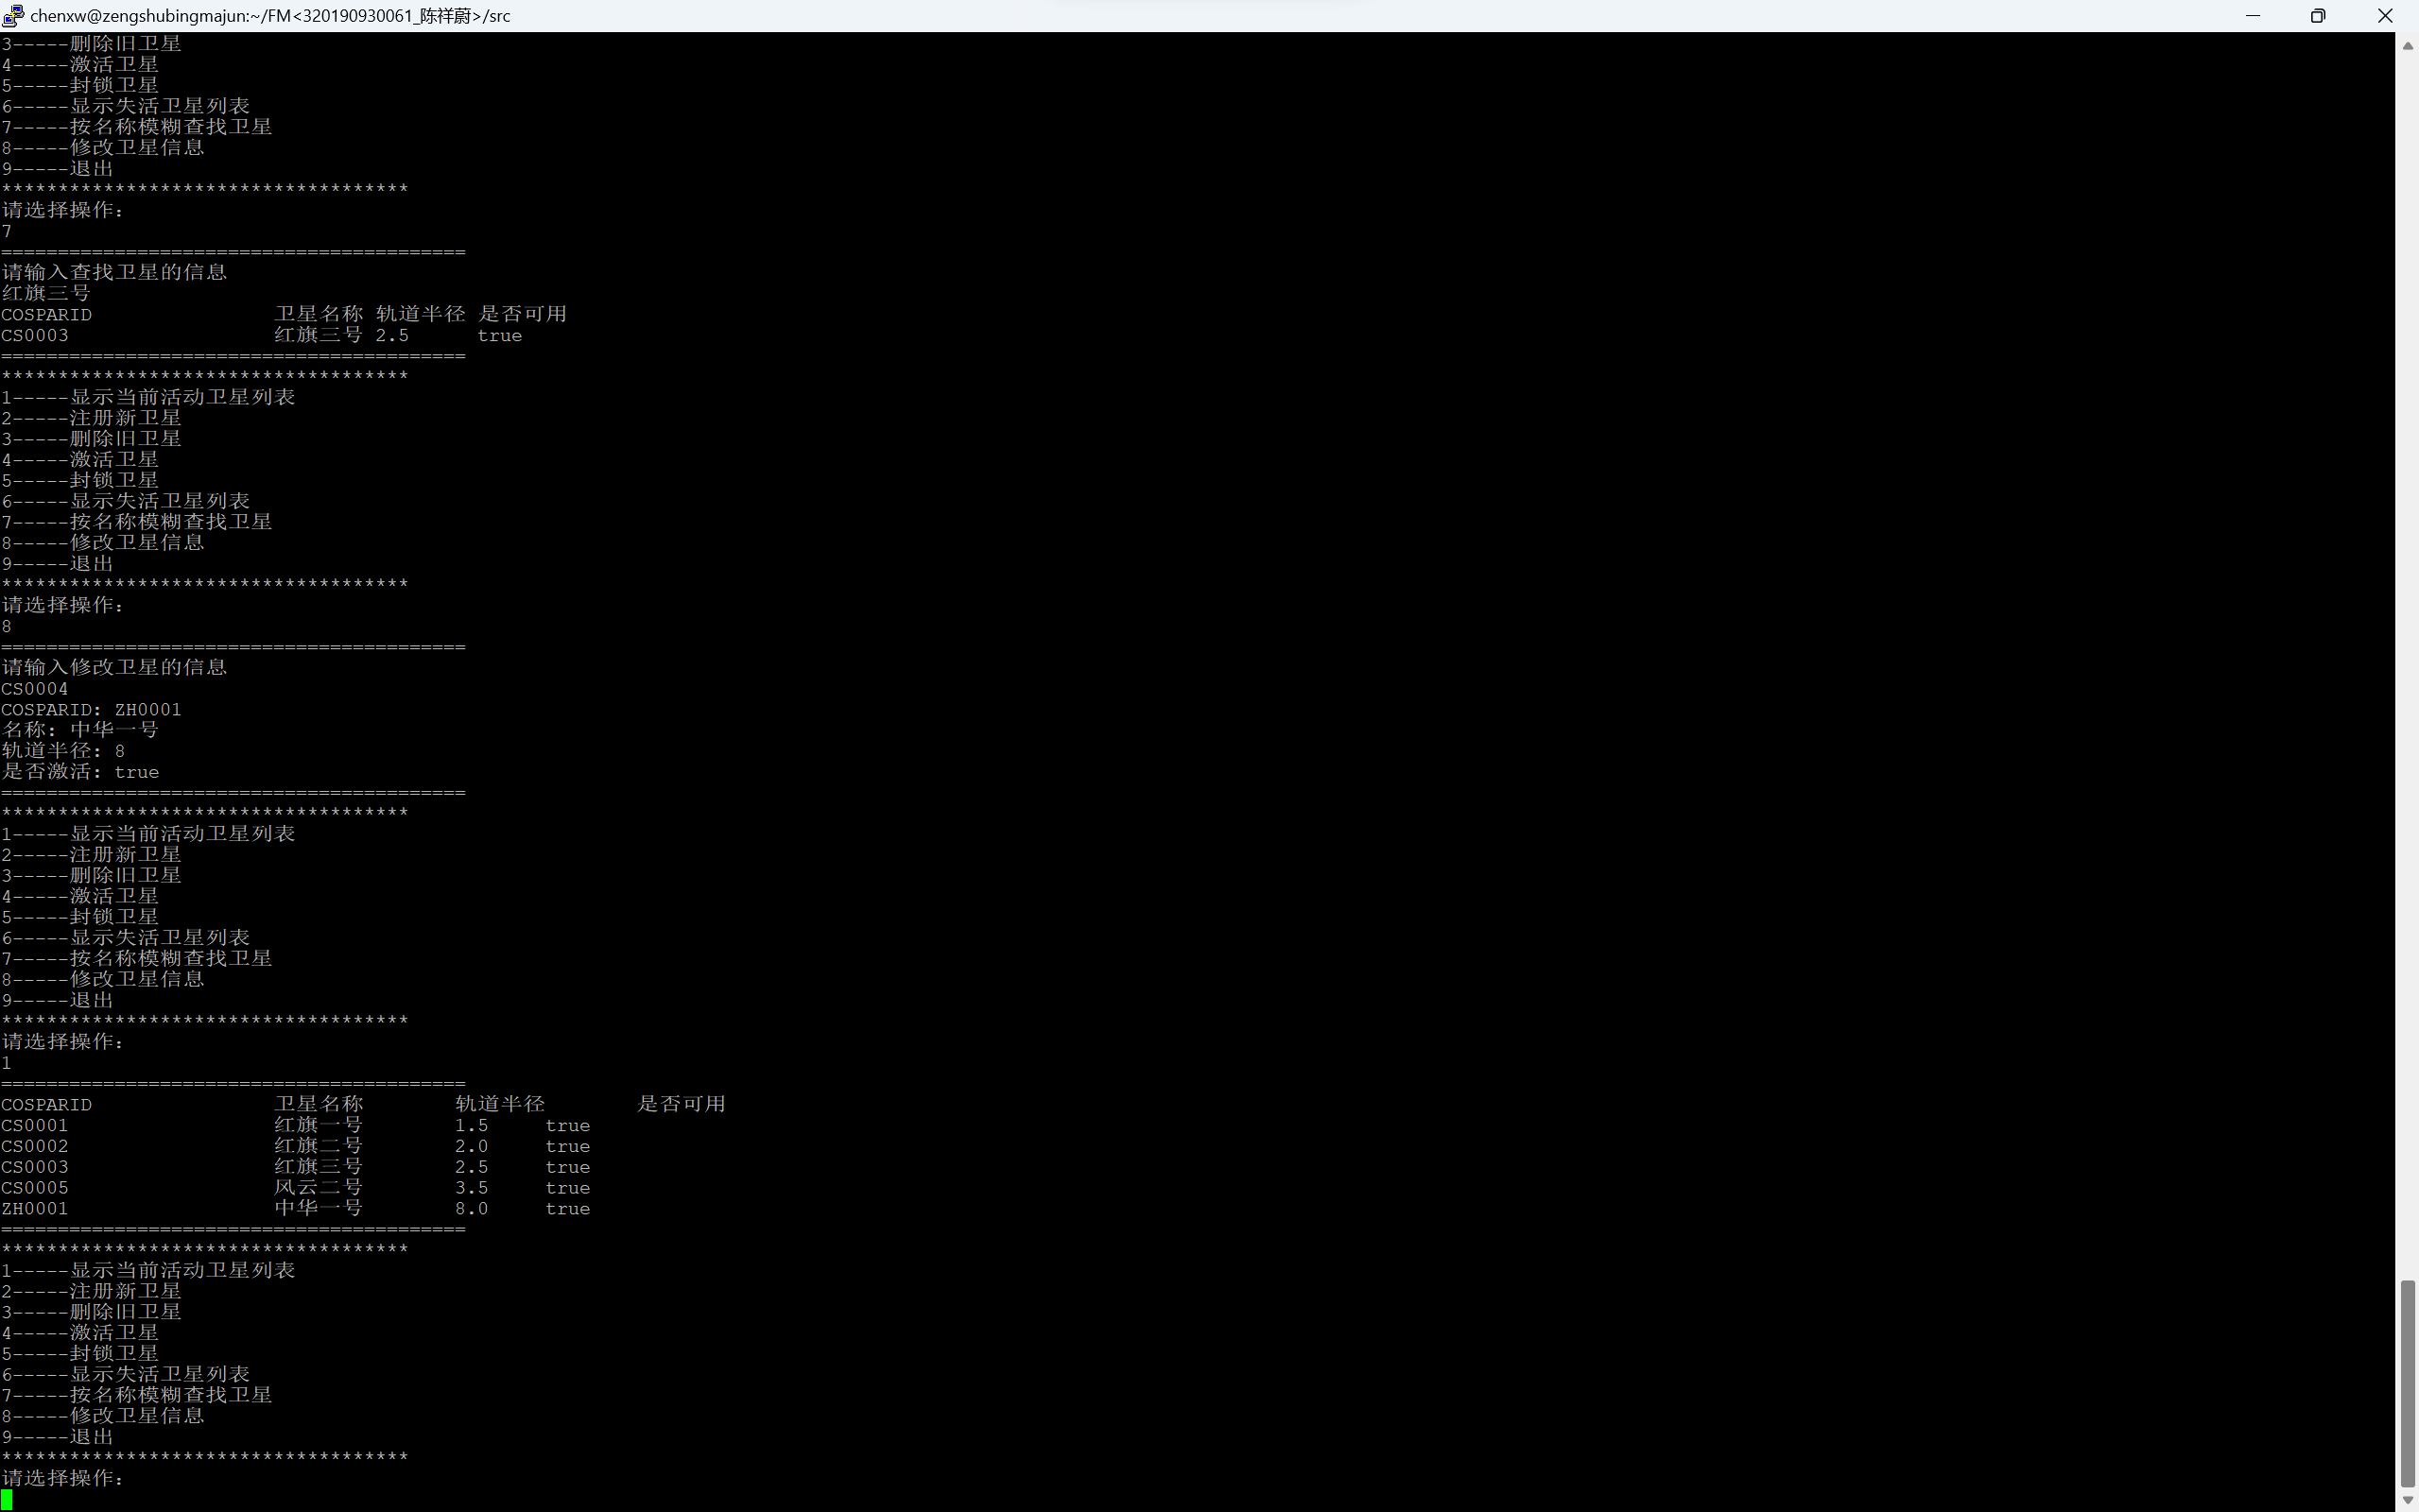 chenxw@zengshubingmajun:~/FM<320190930061_陈祥蔚>/src
3-----删除旧卫星
4-----激活卫星
5-----封锁卫星
6-----显示失活卫星列表
7-----按名称模糊查找卫星
8-----修改卫星信息
9-----退出
************************************
请选择操作：
7
=========================================
请输入查找卫星的信息
红旗三号
COSPARID 卫星名称 轨道半径 是否可用
CS0003 红旗三号 2.5 true
=========================================
************************************
1-----显示当前活动卫星列表
2-----注册新卫星
3-----删除旧卫星
4-----激活卫星
5-----封锁卫星
6-----显示失活卫星列表
7-----按名称模糊查找卫星
8-----修改卫星信息
9-----退出
************************************
请选择操作：
8
=========================================
请输入修改卫星的信息
CS0004
COSPARID: ZH0001
名称: 中华一号
轨道半径: 8
是否激活: true
=========================================
************************************
1-----显示当前活动卫星列表
2-----注册新卫星
3-----删除旧卫星
4-----激活卫星
5-----封锁卫星
6-----显示失活卫星列表
7-----按名称模糊查找卫星
8-----修改卫星信息
9-----退出
************************************
请选择操作：
1
=========================================
COSPARID 卫星名称 轨道半径 是否可用
CS0001 红旗一号 1.5 true
CS0002 红旗二号 2.0 true
CS0003 红旗三号 2.5 true
CS0005 风云二号 3.5 true
ZH0001 中华一号 8.0 true
=========================================
************************************
1-----显示当前活动卫星列表
2-----注册新卫星
3-----删除旧卫星
4-----激活卫星
5-----封锁卫星
6-----显示失活卫星列表
7-----按名称模糊查找卫星
8-----修改卫星信息
9-----退出
************************************
请选择操作：